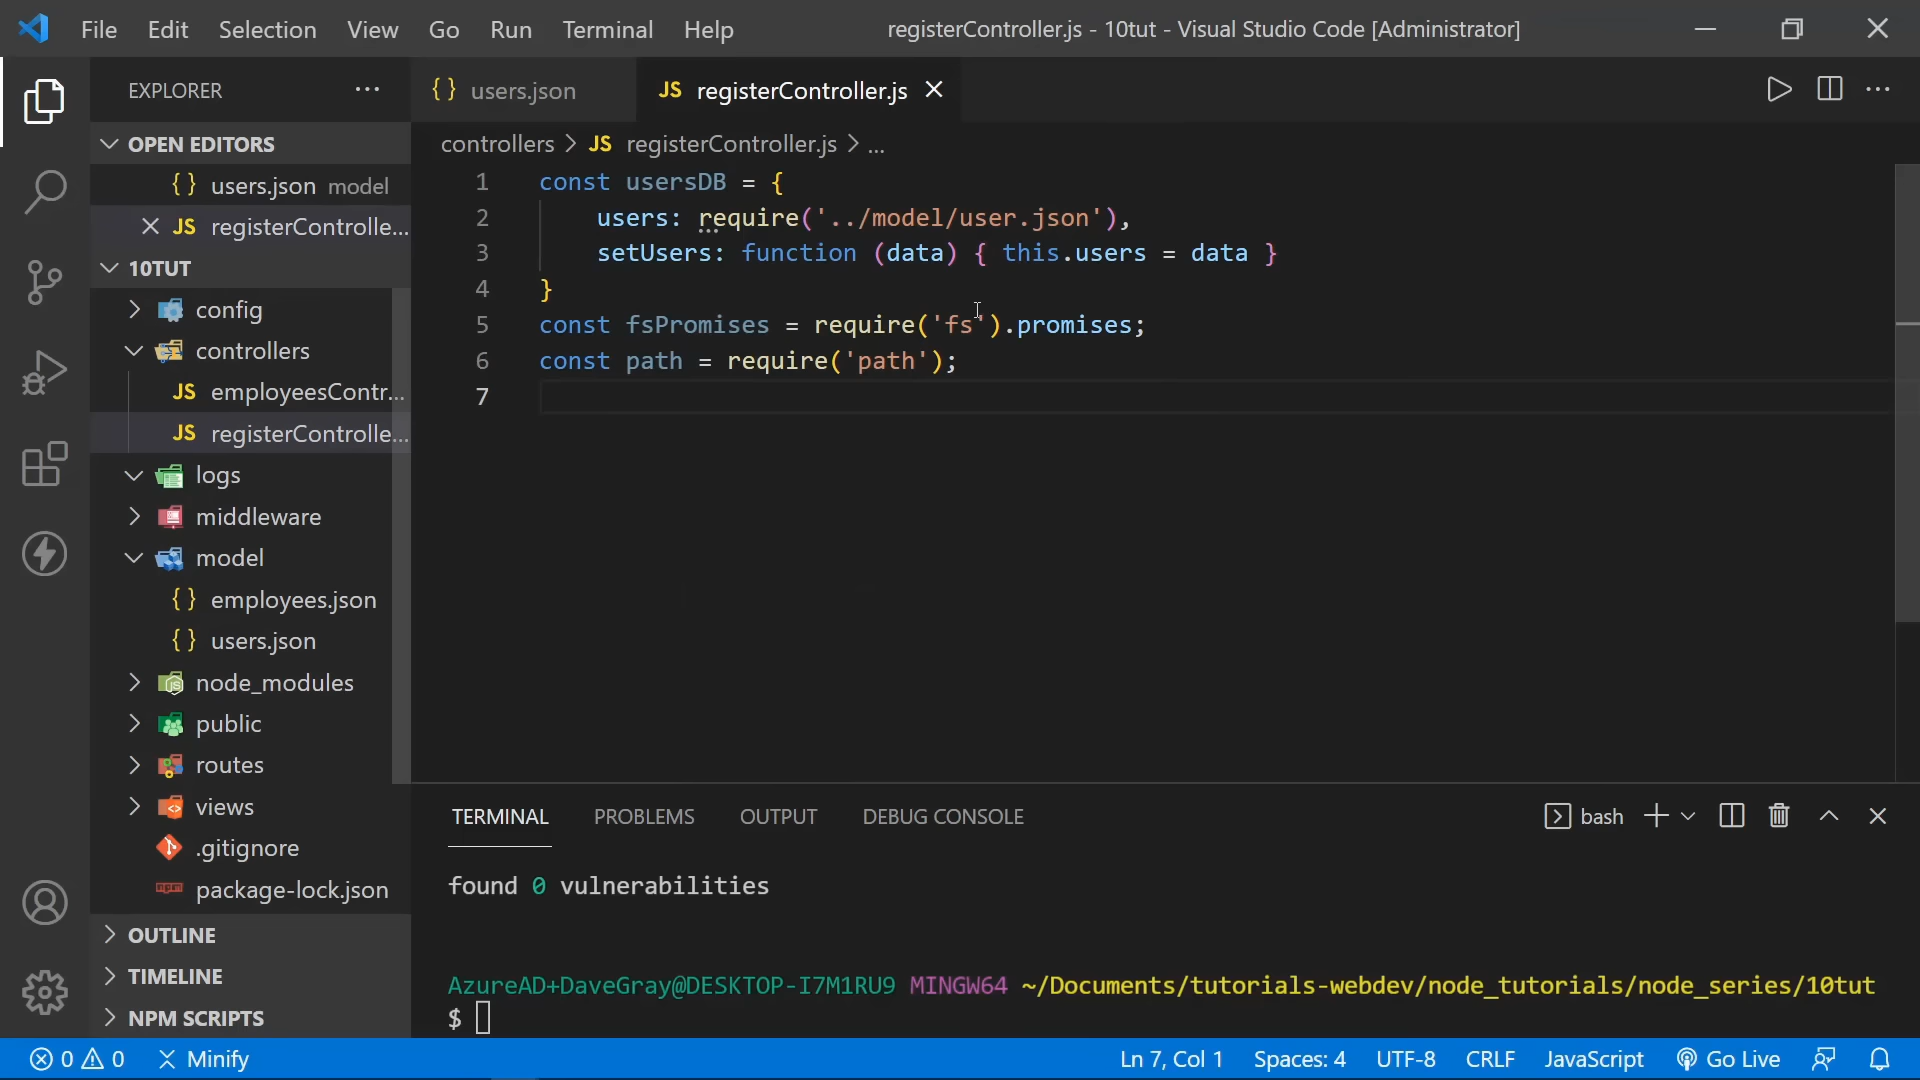 File Edit Selection View Go Run Terminal Help registerController.js - 10tut - Visual Studio Code [Administrator]
EXPLORER ···
OPEN EDITORS
{ } users.json model
JS registerControlle...
10TUT
config
controllers
JS employeesContr...
JS registerControlle...
logs
middleware
model
{ } employees.json
{ } users.json
node_modules
public
routes
views
.gitignore
package-lock.json
OUTLINE
TIMELINE
NPM SCRIPTS
{ } users.json JS registerController.js
controllers > JS registerController.js > ...
1 const usersDB = {
2 users: require('../model/user.json'),
3 setUsers: function (data) { this.users = data }
4 }
5 const fsPromises = require('fs').promises;
6 const path = require('path');
7
TERMINAL PROBLEMS OUTPUT DEBUG CONSOLE bash
found 0 vulnerabilities
AzureAD+DaveGray@DESKTOP-I7M1RU9 MINGW64 ~/Documents/tutorials-webdev/node_tutorials/node_series/10tut
$
0 0 Minify Ln 7, Col 1 Spaces: 4 UTF-8 CRLF JavaScript Go Live